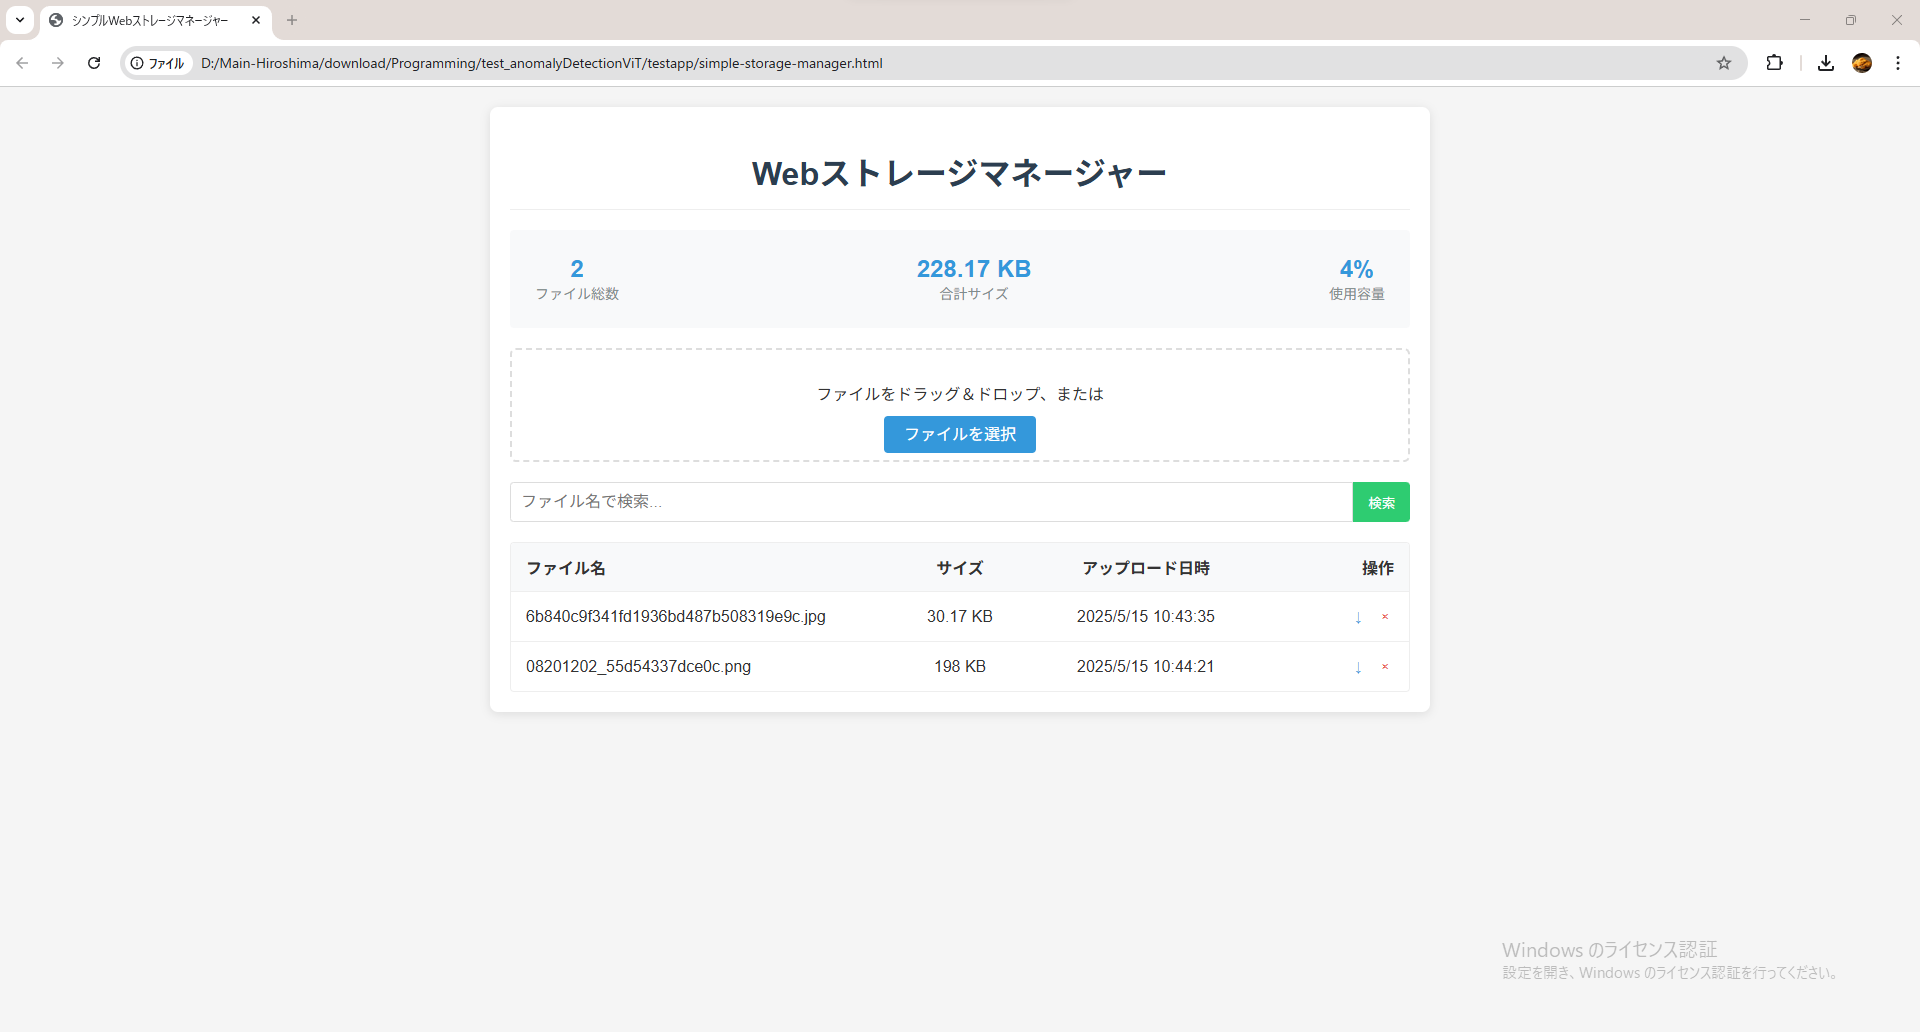 シンプルWebストレージマネージャー
ファイル D:/Main-Hiroshima/download/Programming/test_anomalyDetectionViT/testapp/simple-storage-manager.html
Webストレージマネージャー
2 228.17 KB 4%
ファイル総数 合計サイズ 使用容量
ファイルをドラッグ＆ドロップ、または
ファイルを選択
ファイル名で検索... 検索
ファイル名 サイズ アップロード日時 操作
6b840c9f341fd1936bd487b508319e9c.jpg 30.17 KB 2025/5/15 10:43:35 ↓ ×
08201202_55d54337dce0c.png 198 KB 2025/5/15 10:44:21 ↓ ×
Windows のライセンス認証
設定を開き、Windows のライセンス認証を行ってください。